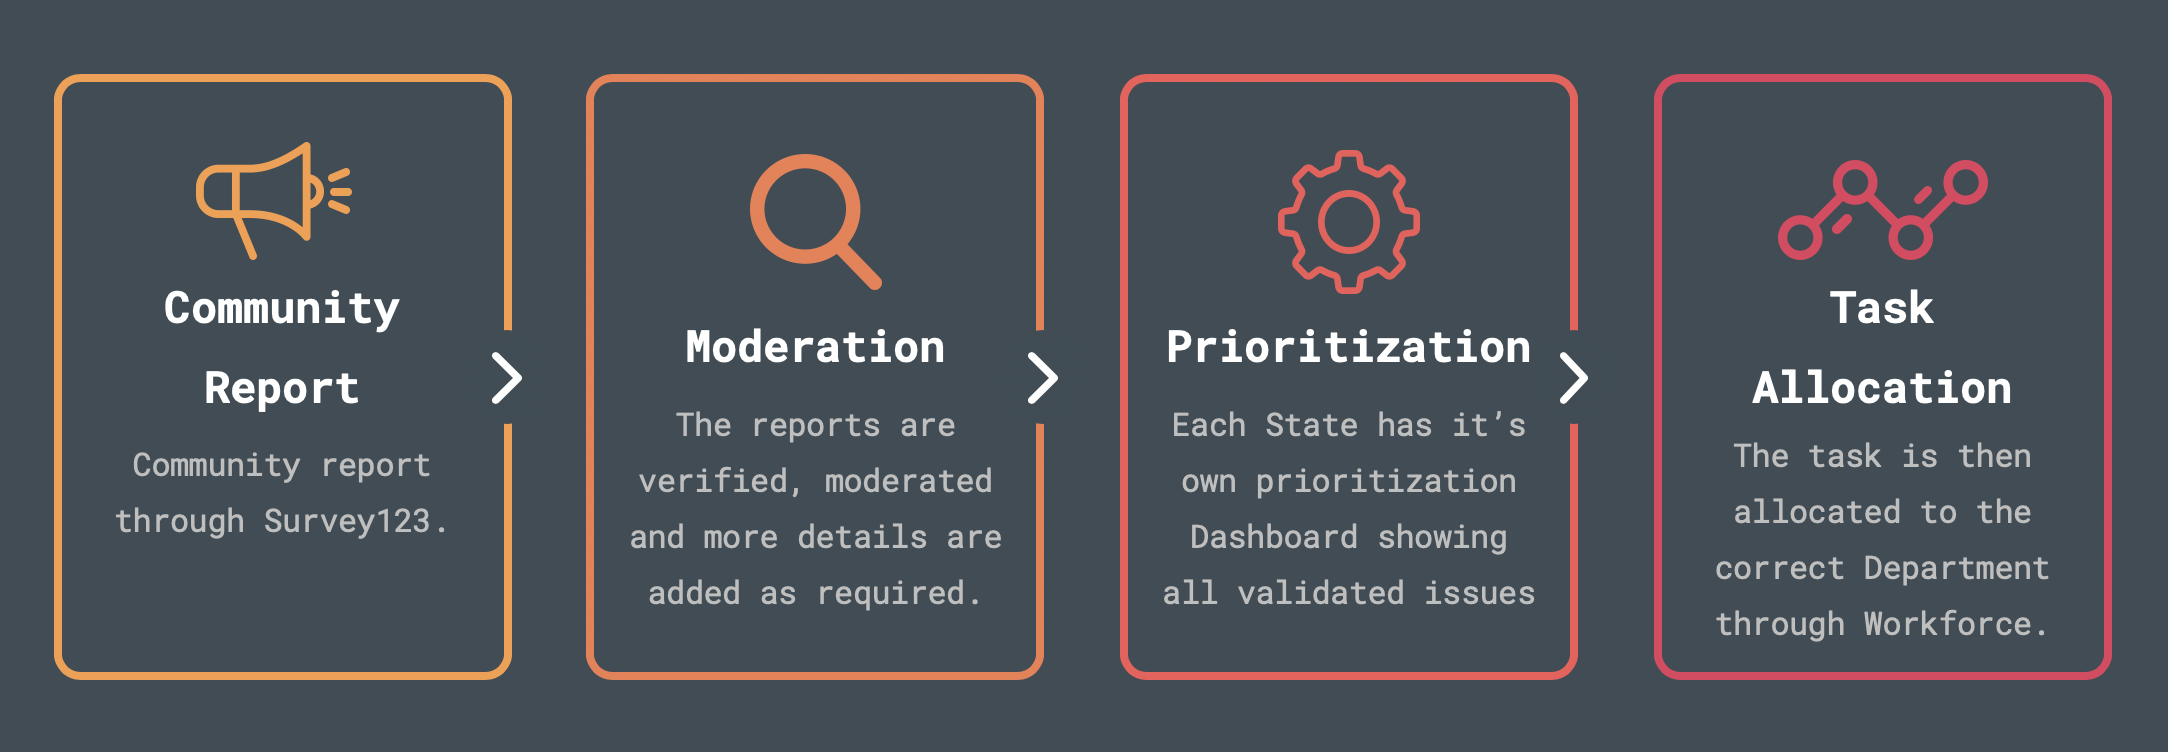 Community
Report
Community report
through Survey123.
Moderation
The reports are
verified, moderated
and more details are
added as required.
Prioritization
Each State has it’s
own prioritization
Dashboard showing
all validated issues
Task
Allocation
The task is then
allocated to the
correct Department
through Workforce.